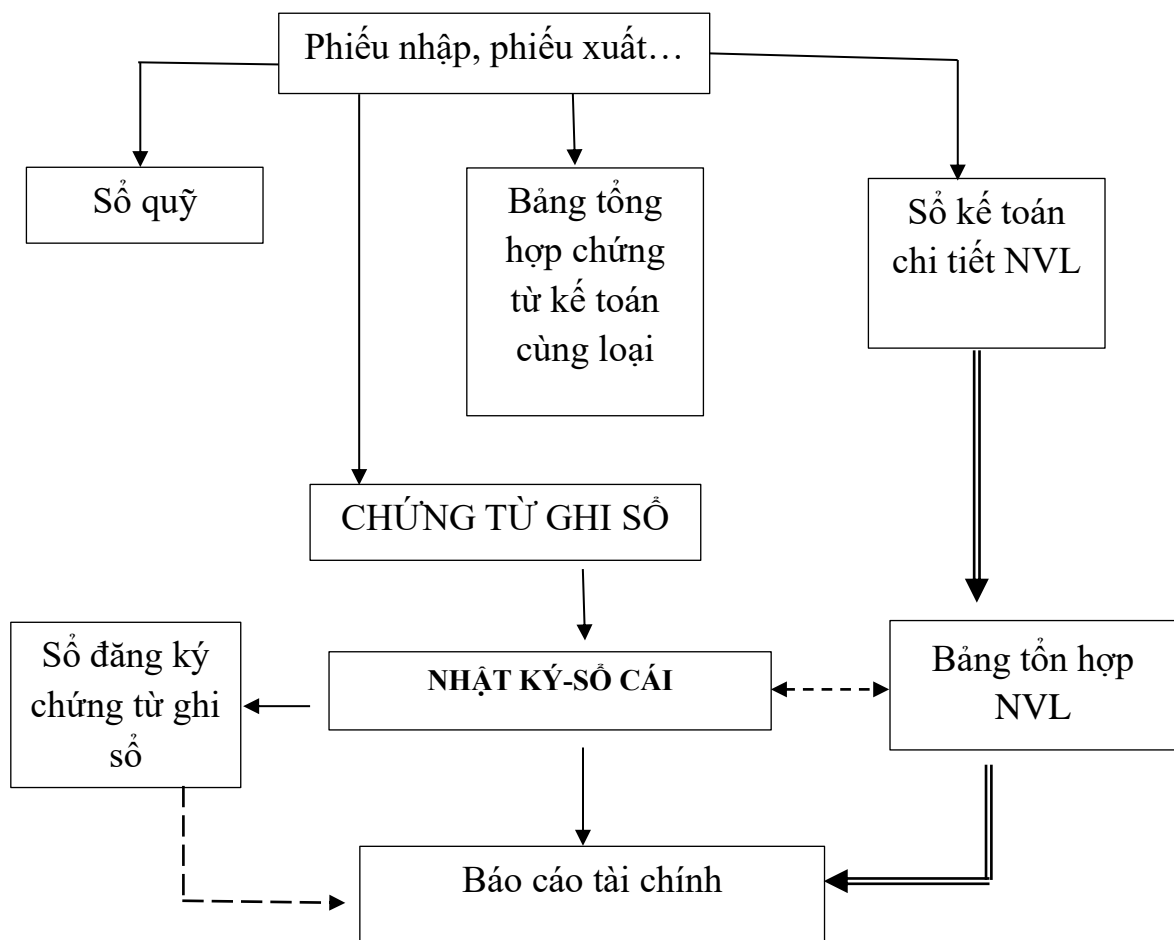 Phiếu nhập, phiếu xuất…
Sổ quỹ
Bảng tổng
hợp chứng
từ kế toán
cùng loại
Sổ kế toán
chi tiết NVL
CHỨNG TỪ GHI SỔ
Sổ đăng ký
chứng từ ghi
sổ
NHẬT KÝ-SỔ CÁI
Bảng tổn hợp
NVL
Báo cáo tài chính